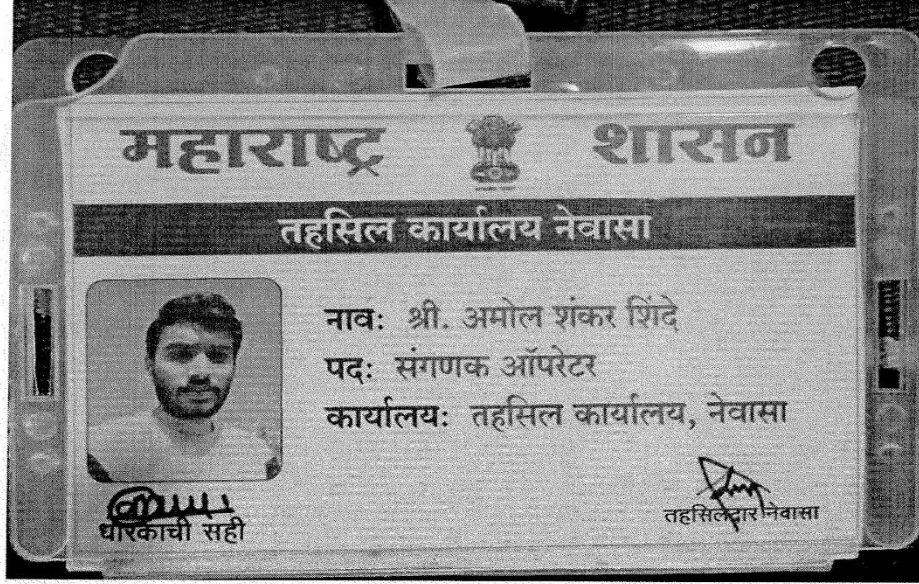 महाराष्ट्र शासन
तहसिल कार्यालय नेवासा
नावः श्री. अमोल शंकर शिंदे
पदः संगणक ऑपरेटर
कार्यालयः तहसिल कार्यालय, नेवासा
धारकाची सही
तहसिलदार नेवासा